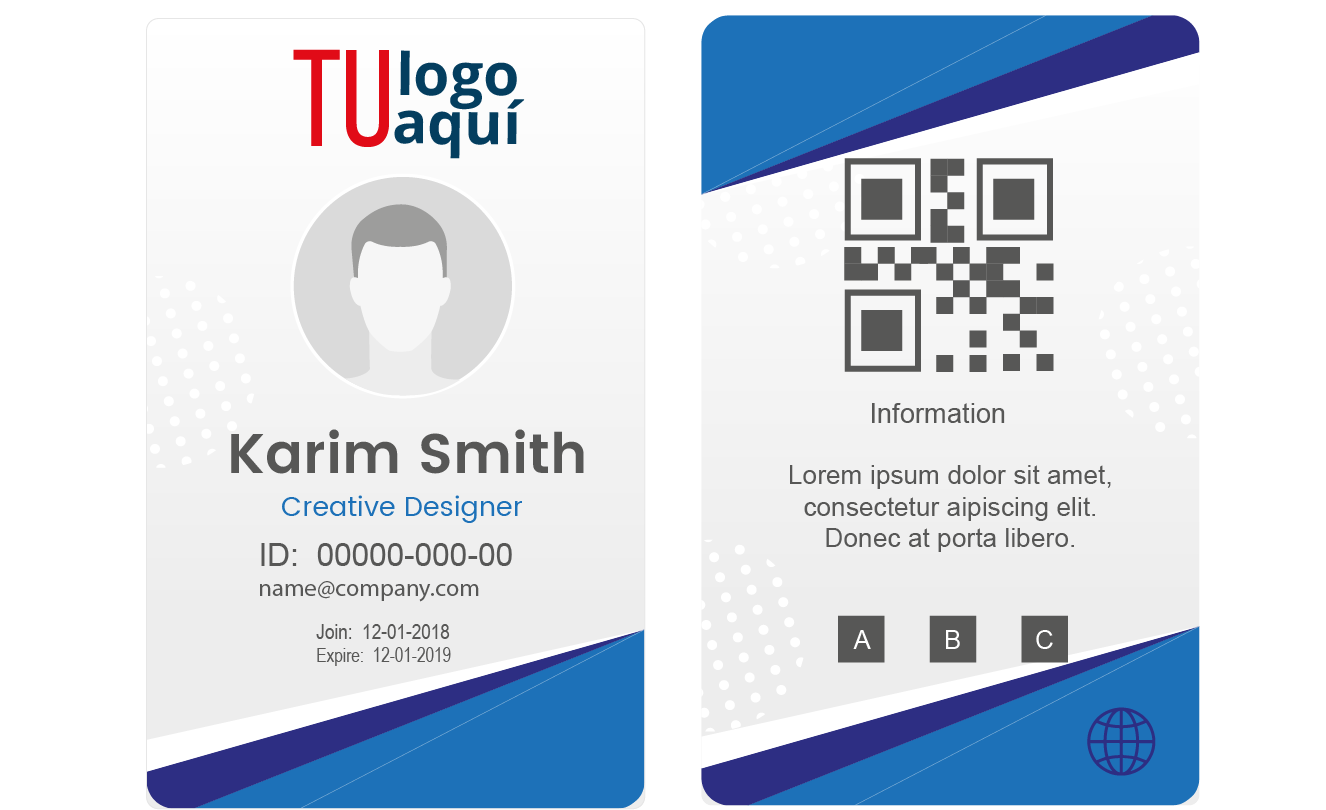 TU logo
aquí
Karim Smith
Creative Designer
ID: 00000-000-00
name@company.com
Join: 12-01-2018
Expire: 12-01-2019
Information
Lorem ipsum dolor sit amet,
consectetur aipiscing elit.
Donec at porta libero.
A B C